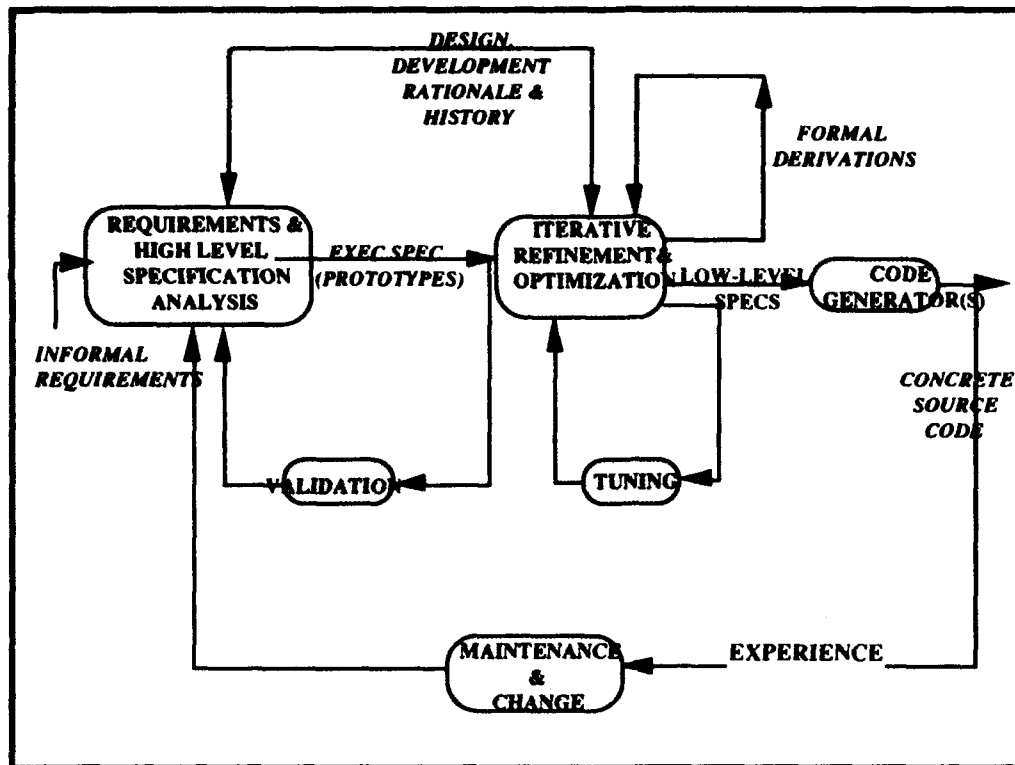 DESIGN,
DEVELOPMENT
RATIONALE &
HISTORY
FORMAL
DERIVATIONS
REQUIREMENTS &
HIGH LEVEL
SPECIFICATION
ANALYSIS
EXEC SPEC
(PROTOTYPES)
ITERATIVE
REFINEMENT&
OPTIMIZATION
LOW-LEVEL
SPECS
CODE
GENERATOR(S)
INFORMAL
REQUIREMENTS
CONCRETE
SOURCE
CODE
VALIDATION
TUNING
MAINTENANCE
&
CHANGE
EXPERIENCE